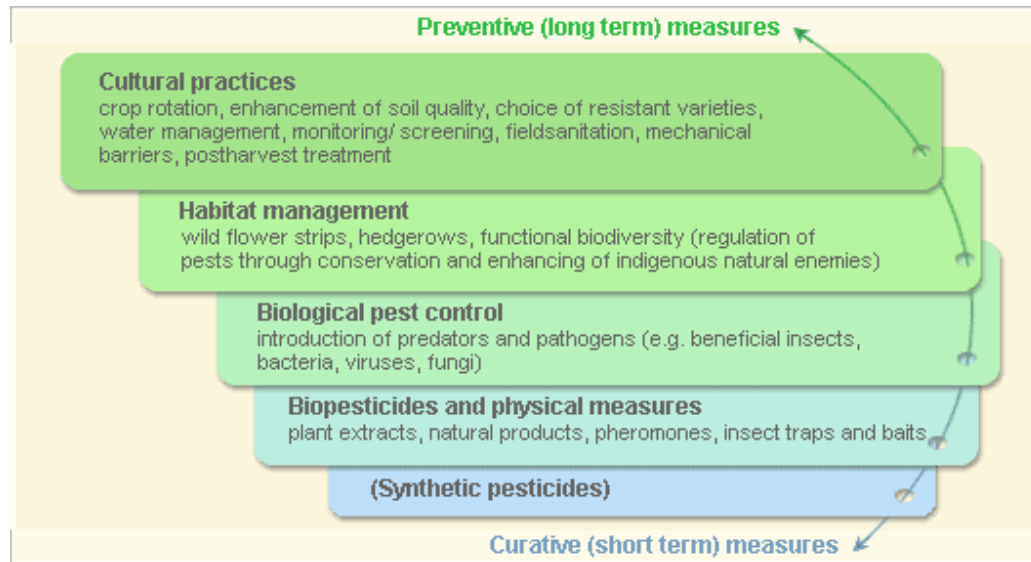 Preventive (long term) measures
Cultural practices
crop rotation, enhancement of soil quality, choice of resistant varieties,
water management, monitoring/ screening, fieldsanitation, mechanical
barriers, postharvest treatment
Habitat management
wild flower strips, hedgerows, functional biodiversity (regulation of
pests through conservation and enhancing of indigenous natural enemies)
Biological pest control
introduction of predators and pathogens (e.g. beneficial insects,
bacteria, viruses, fungi)
Biopesticides and physical measures
plant extracts, natural products, pheromones, insect traps and baits
(Synthetic pesticides)
Curative (short term) measures